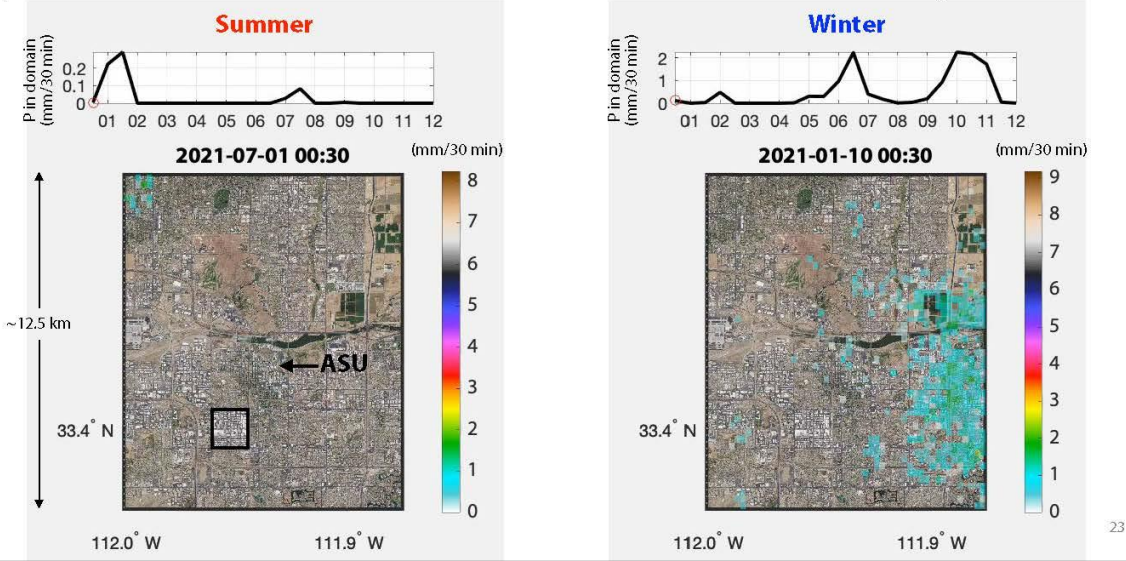 Summer
P in domain
(mm/30 min)
0.2
0.1
0
01 02 03 04 05 06 07 08 09 10 11 12
2021-07-01 00:30
(mm/30 min)
8
7
6
5
4
3
2
1
0
~12.5 km
ASU
33.4° N
112.0° W
111.9° W
Winter
P in domain
(mm/30 min)
2
1
0
01 02 03 04 05 06 07 08 09 10 11 12
2021-01-10 00:30
(mm/30 min)
9
8
7
6
5
4
3
2
1
0
33.4° N
112.0° W
111.9° W
23